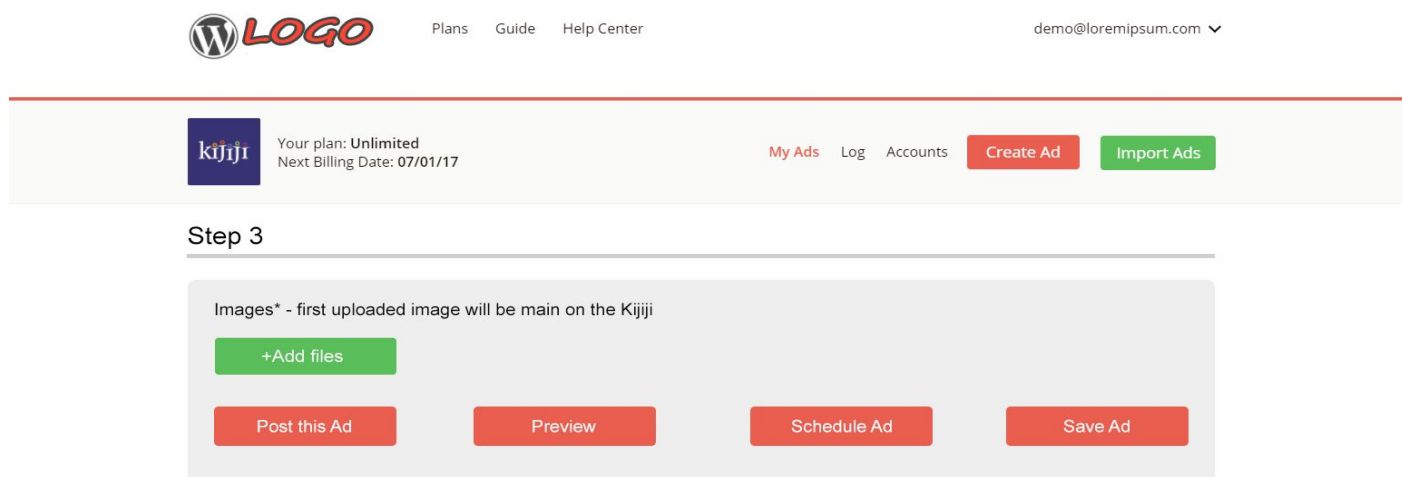 W LOGO Plans Guide Help Center demo@loremipsum.com
kijiji
Your plan: Unlimited
Next Billing Date: 07/01/17
My Ads Log Accounts Create Ad Import Ads
Step 3
Images* - first uploaded image will be main on the Kijiji
+Add files
Post this Ad Preview Schedule Ad Save Ad